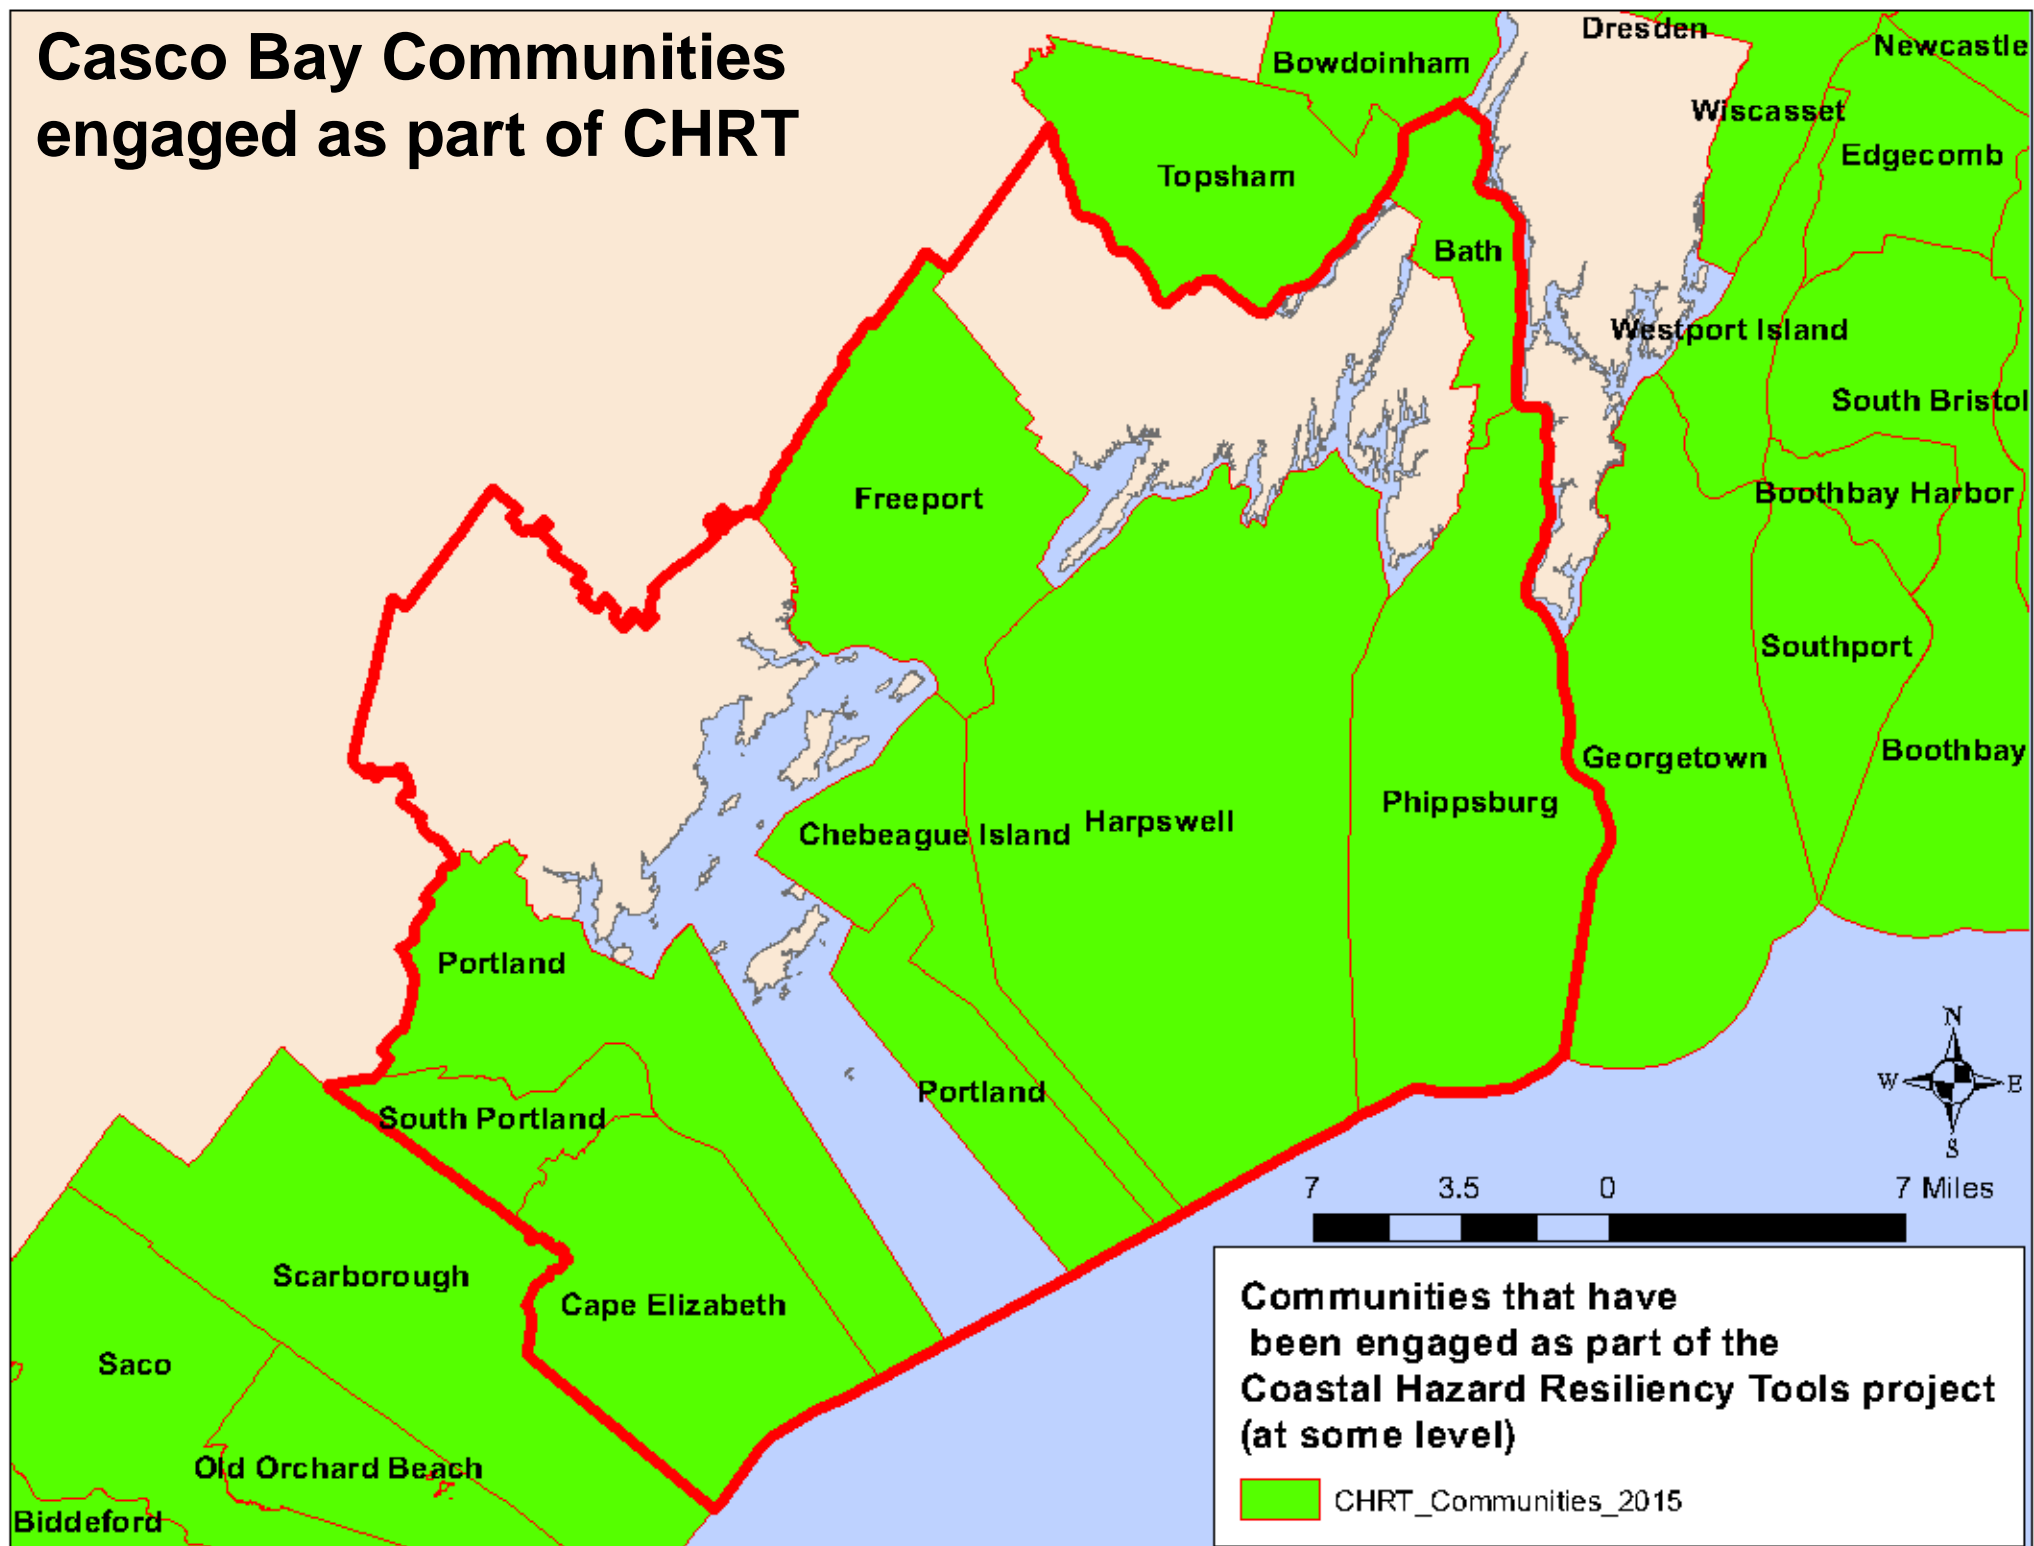 Casco Bay Communities
engaged as part of CHRT
Dresden
Newcastle
Bowdoinham
Wiscasset
Edgecomb
Topsham
Bath
Westport Island
South Bristol
Freeport
Boothbay Harbor
Southport
Boothbay
Georgetown
Phippsburg
Harpswell
Chebeague Island
Portland
Portland
South Portland
Scarborough
Cape Elizabeth
Saco
Old Orchard Beach
Biddeford
N
W E
S
7 3.5 0 7 Miles
Communities that have
been engaged as part of the
Coastal Hazard Resiliency Tools project
(at some level)
CHRT_Communities_2015